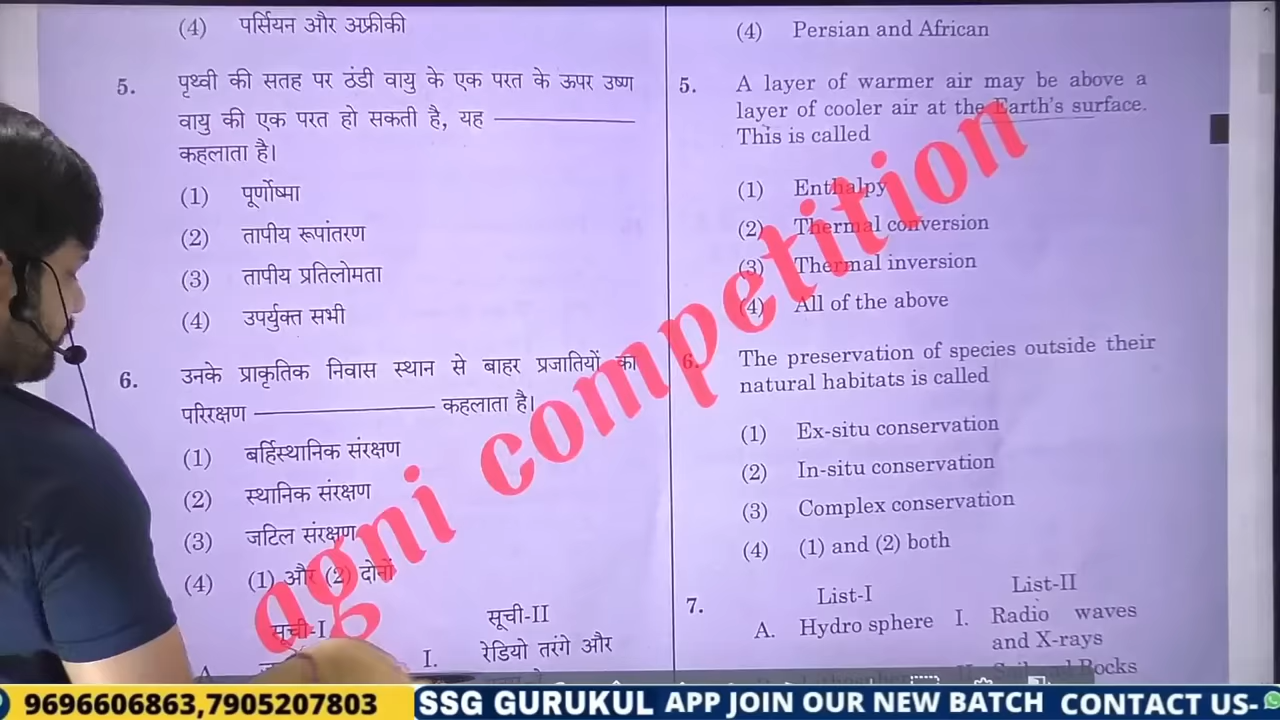 (4) पर्सियन और अफ्रीकी
5. पृथ्वी की सतह पर ठंडी वायु के एक परत के ऊपर उष्ण
वायु की एक परत हो सकती है, यह ————
कहलाता है।
(1) पूर्णोष्मा
(2) तापीय रूपांतरण
(3) तापीय प्रतिलोमता
(4) उपर्युक्त सभी
6. उनके प्राकृतिक निवास स्थान से बाहर प्रजातियों का
परिरक्षण ———— कहलाता है।
(1) बर्हिस्थानिक संरक्षण
(2) स्थानिक संरक्षण
(3) जटिल संरक्षण
(4) (1) और (2) दोनों
सूची-I सूची-II
I. रेडियो तरंगे और
(4) Persian and African
5. A layer of warmer air may be above a
layer of cooler air at the Earth's surface.
This is called
(1) Enthalpy
(2) Thermal conversion
(3) Thermal inversion
(4) All of the above
6. The preservation of species outside their
natural habitats is called
(1) Ex-situ conservation
(2) In-situ conservation
(3) Complex conservation
(4) (1) and (2) both
7. List-I List-II
A. Hydro sphere I. Radio waves
and X-rays
Rocks
agni competition
9696606863,7905207803 SSG GURUKUL APP JOIN OUR NEW BATCH CONTACT US-